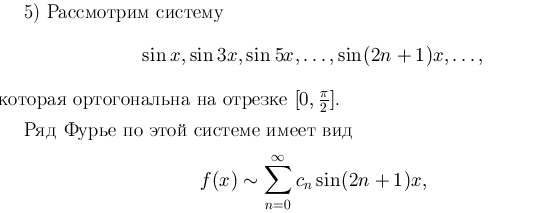 5) Рассмотрим систему
sin x, sin 3x, sin 5x, . . . , sin(2n + 1)x, . . . ,
которая ортогональна на отрезке [0, π/2].
Ряд Фурье по этой системе имеет вид
f(x) ∼ ∑_{n=0}^{∞} c_n sin(2n + 1)x,